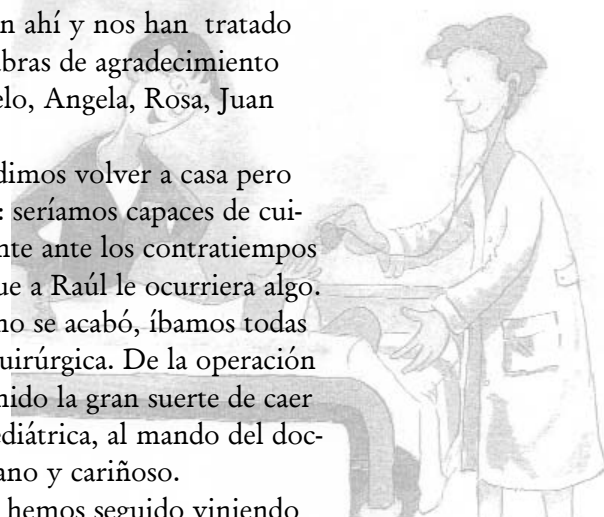 n ahí y nos han tratado
bras de agradecimiento
elo, Angela, Rosa, Juan
dimos volver a casa pero
: seríamos capaces de cui-
nte ante los contratiempos
ue a Raúl le ocurriera algo.
no se acabó, íbamos todas
uirúrgica. De la operación
nido la gran suerte de caer
ediátrica, al mando del doc-
ano y cariñoso.
hemos seguido viniendo